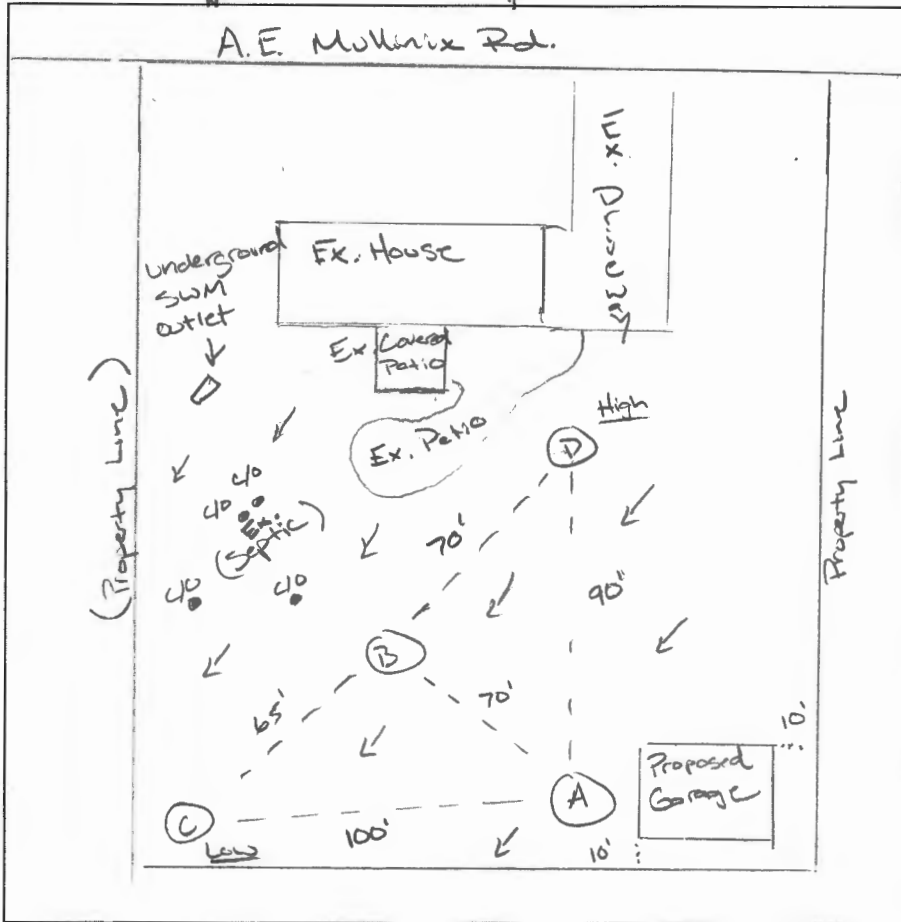 A.E. Mullinix Rd.
Ex. Driveway
Ex. House
underground
SWM
outlet
Ex. Covered
Patio
Ex. Patio
High
D
(Property Line)
Property Line
c/o
c/o
Ex.
(Septic)
c/o
c/o
70'
90"
B
65'
70'
10'
Proposed
Garage
A
C
Low
100'
10'